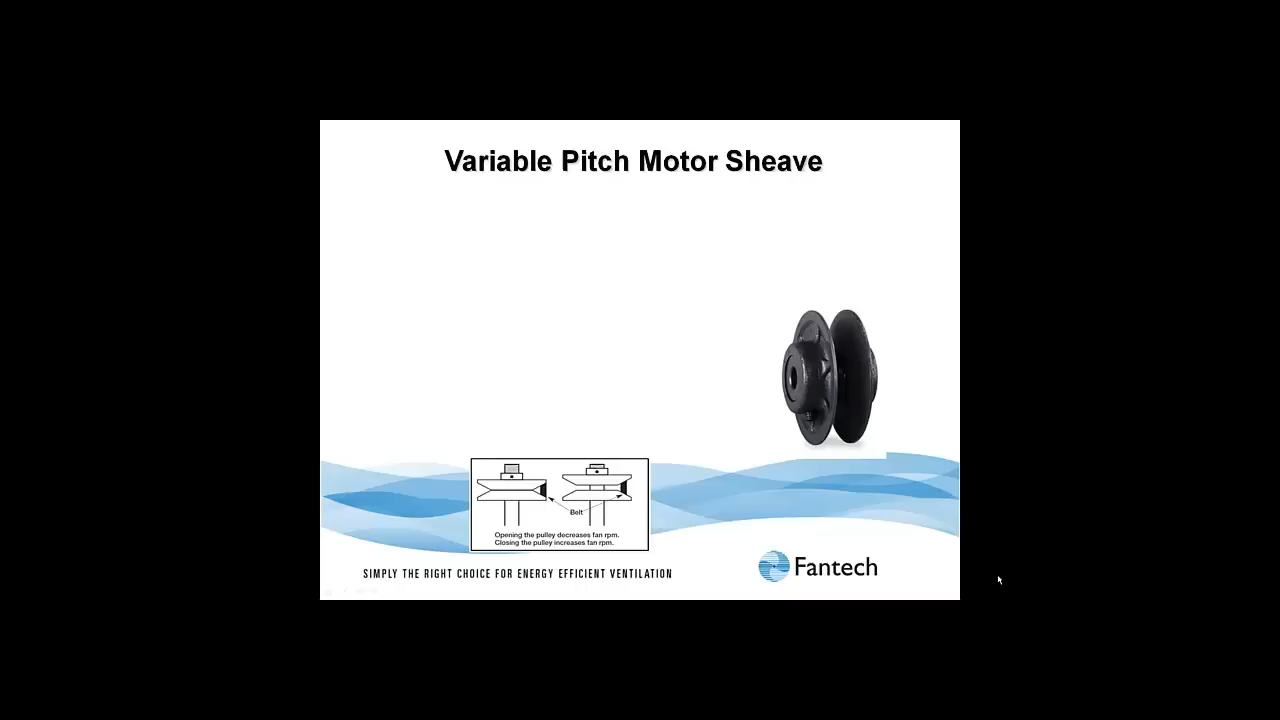 Variable Pitch Motor Sheave
Belt
Opening the pulley decreases fan rpm.
Closing the pulley increases fan rpm.
SIMPLY THE RIGHT CHOICE FOR ENERGY EFFICIENT VENTILATION
Fantech